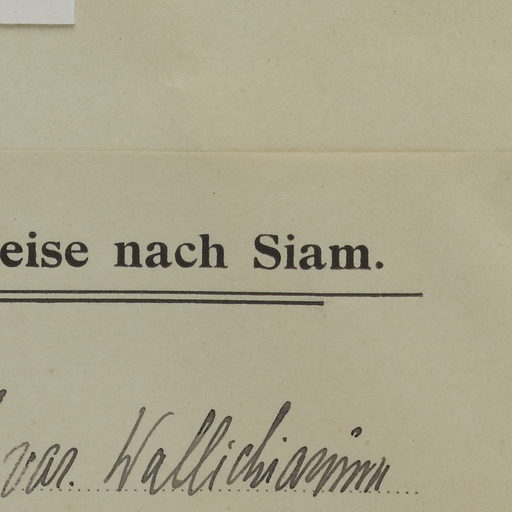 eise nach Siam.
var. Wallichianum